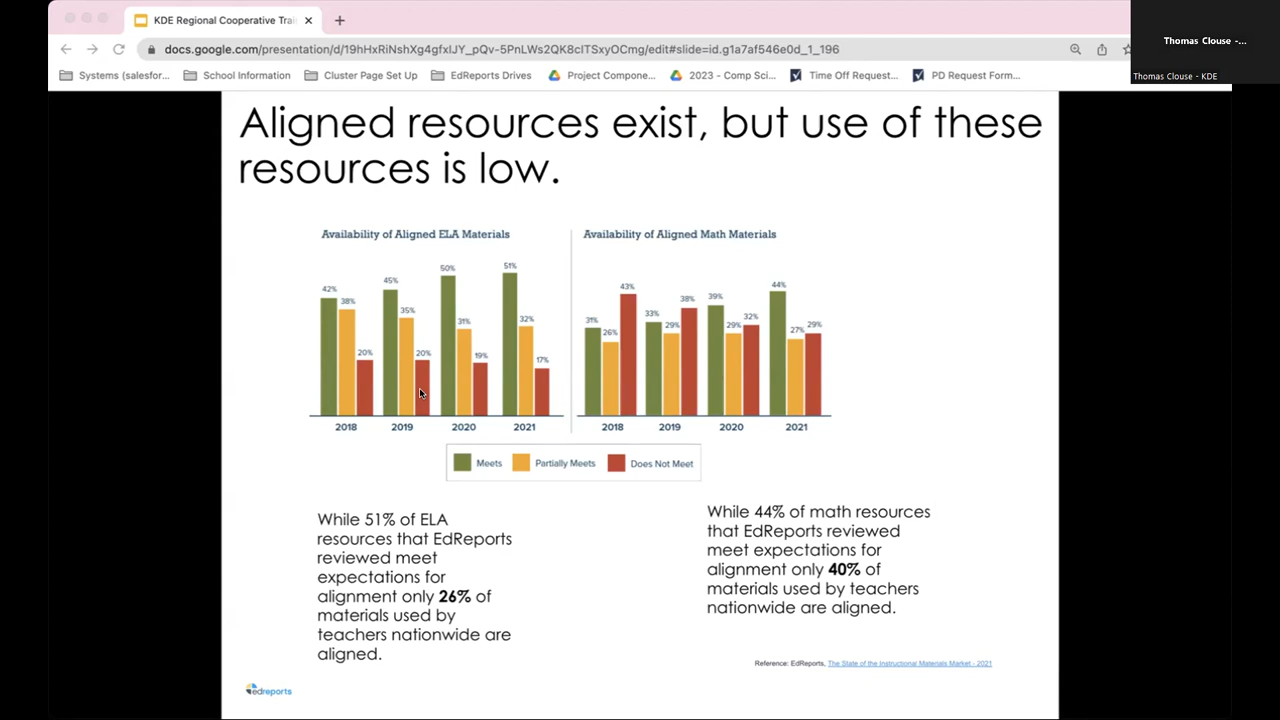 KDE Regional Cooperative Trai
docs.google.com/presentation/d/19hHxRiNshXg4gfxlJY_pQv-5PnLWs2QK8clTSxyOCmg/edit#slide=id.g1a7af546e0d_1_196
Thomas Clouse -...
Thomas Clouse - KDE
Systems (salesfor... School Information Cluster Page Set Up EdReports Drives Project Compone... 2023 - Comp Sci... Time Off Request... PD Request Form...
Aligned resources exist, but use of these
resources is low.
Availability of Aligned ELA Materials
42% 38% 20% 45% 35% 20% 50% 31% 19% 51% 32% 17%
2018 2019 2020 2021
Availability of Aligned Math Materials
31% 26% 43% 33% 29% 38% 39% 29% 32% 44% 27% 29%
2018 2019 2020 2021
Meets Partially Meets Does Not Meet
While 51% of ELA
resources that EdReports
reviewed meet
expectations for
alignment only 26% of
materials used by
teachers nationwide are
aligned.
While 44% of math resources
that EdReports reviewed
meet expectations for
alignment only 40% of
materials used by teachers
nationwide are aligned.
Reference: EdReports, The State of the Instructional Materials Market - 2021
edreports